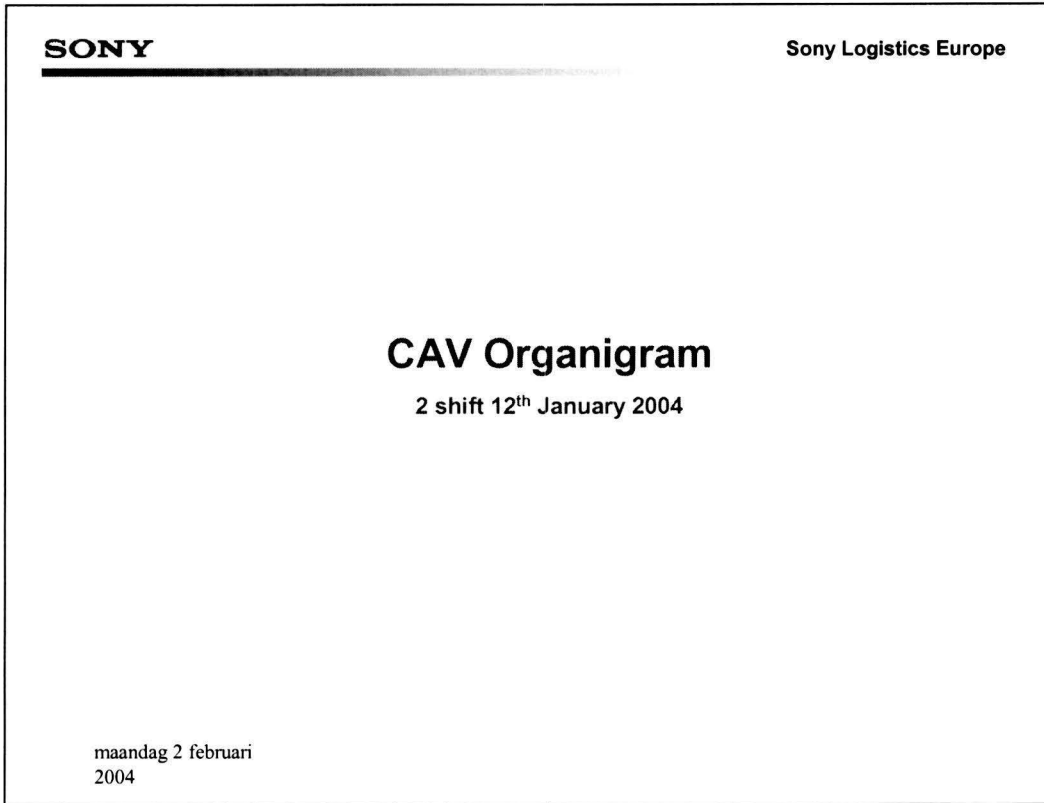 SONY
Sony Logistics Europe
CAV Organigram
2 shift 12th January 2004
maandag 2 februari
2004